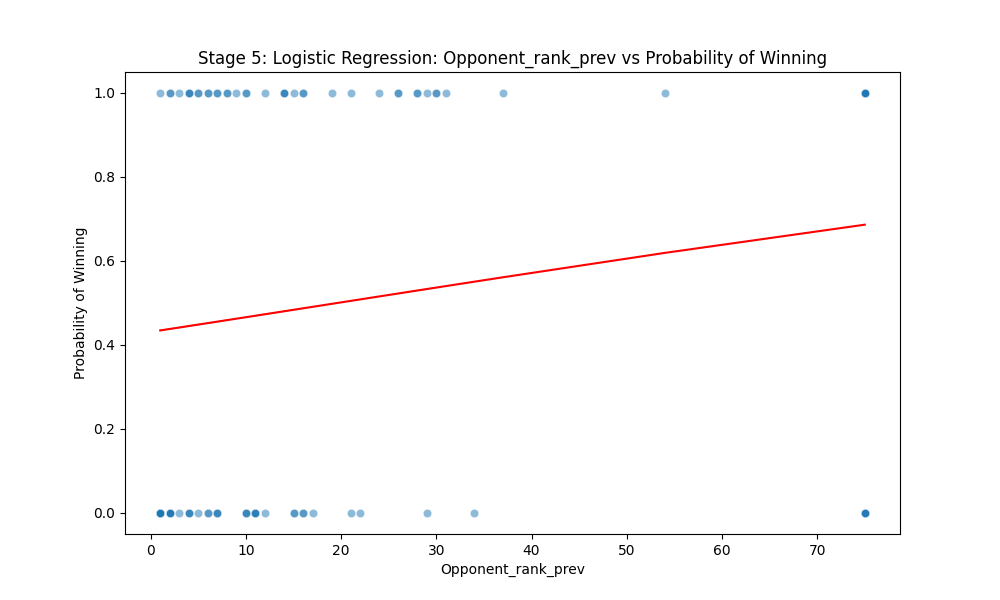 Stage 5: Logistic Regression: Opponent_rank_prev vs Probability of Winning
1.0
0.8
0.6
0.4
0.2
0.0
Probability of Winning
0 10 20 30 40 50 60 70
Opponent_rank_prev